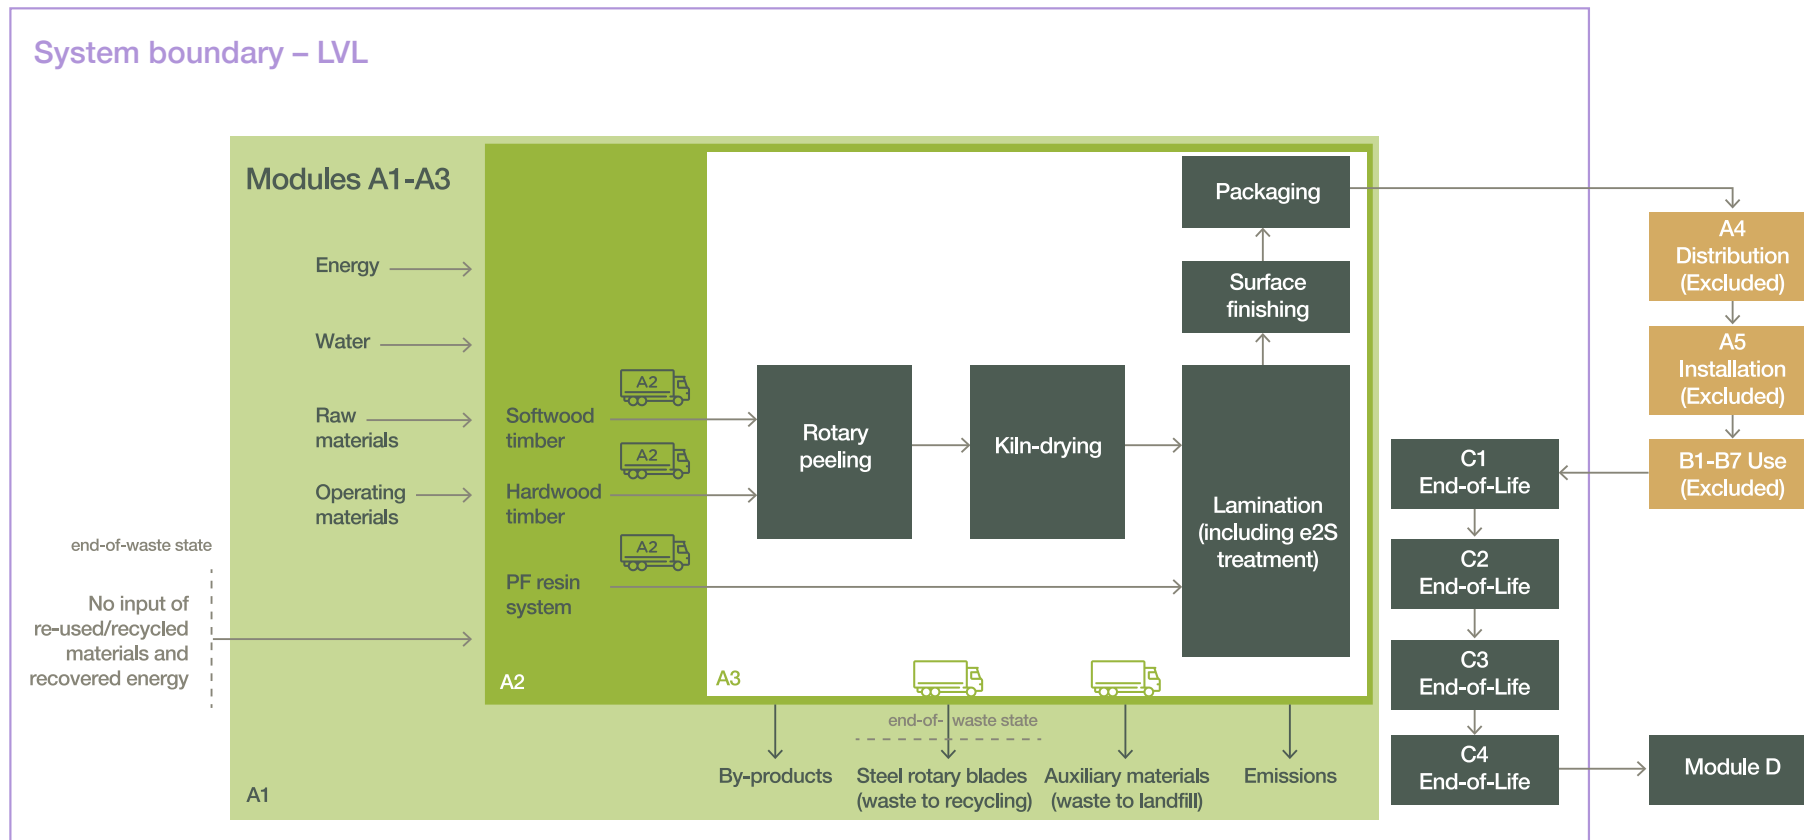 System boundary – LVL
Modules A1-A3
Energy
Water
Raw
materials
Operating
materials
end-of-waste state
No input of
re-used/recycled
materials and
recovered energy
A1
A2
Softwood
timber
A2
Hardwood
timber
A2
PF resin
system
A2
A3
Rotary
peeling
Kiln-drying
Lamination
(including e2S
treatment)
Surface
finishing
Packaging
end-of- waste state
By-products
Steel rotary blades
(waste to recycling)
Auxiliary materials
(waste to landfill)
Emissions
A4
Distribution
(Excluded)
A5
Installation
(Excluded)
B1-B7 Use
(Excluded)
C1
End-of-Life
C2
End-of-Life
C3
End-of-Life
C4
End-of-Life
Module D